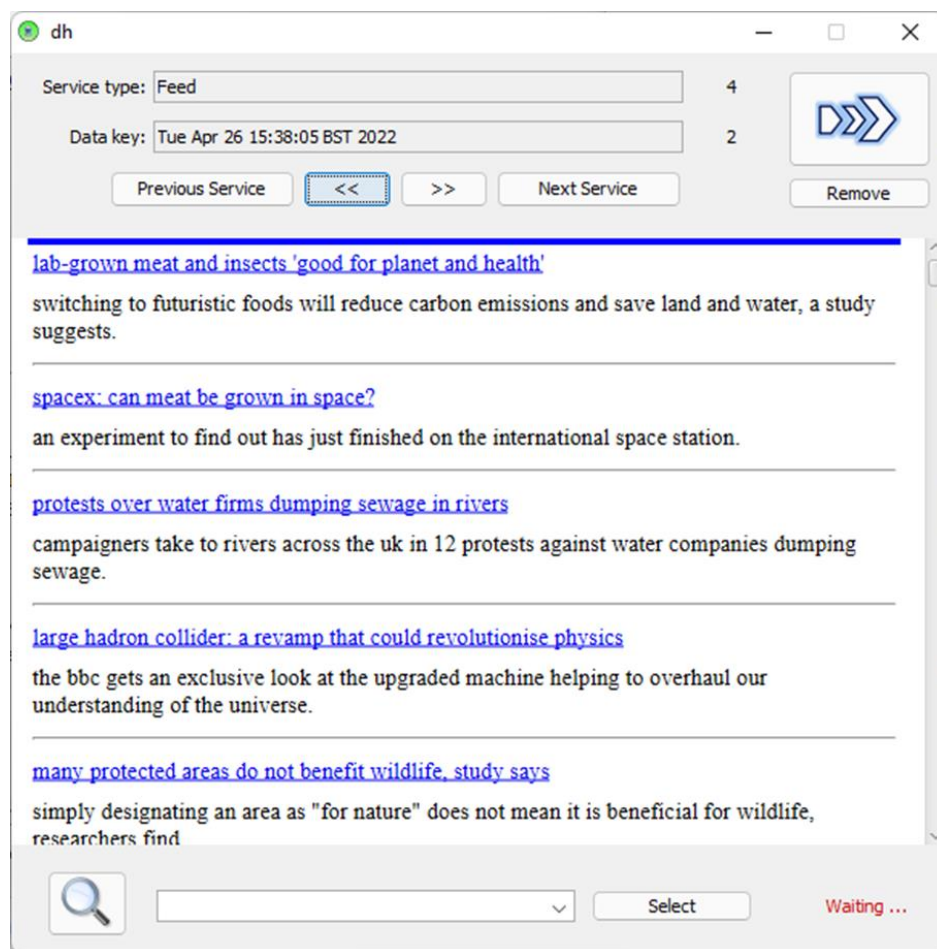 dh
Service type: Feed 4
Data key: Tue Apr 26 15:38:05 BST 2022 2
Previous Service << >> Next Service Remove
lab-grown meat and insects 'good for planet and health'
switching to futuristic foods will reduce carbon emissions and save land and water, a study
suggests.
spacex: can meat be grown in space?
an experiment to find out has just finished on the international space station.
protests over water firms dumping sewage in rivers
campaigners take to rivers across the uk in 12 protests against water companies dumping
sewage.
large hadron collider: a revamp that could revolutionise physics
the bbc gets an exclusive look at the upgraded machine helping to overhaul our
understanding of the universe.
many protected areas do not benefit wildlife, study says
simply designating an area as "for nature" does not mean it is beneficial for wildlife,
researchers find
Select Waiting ...